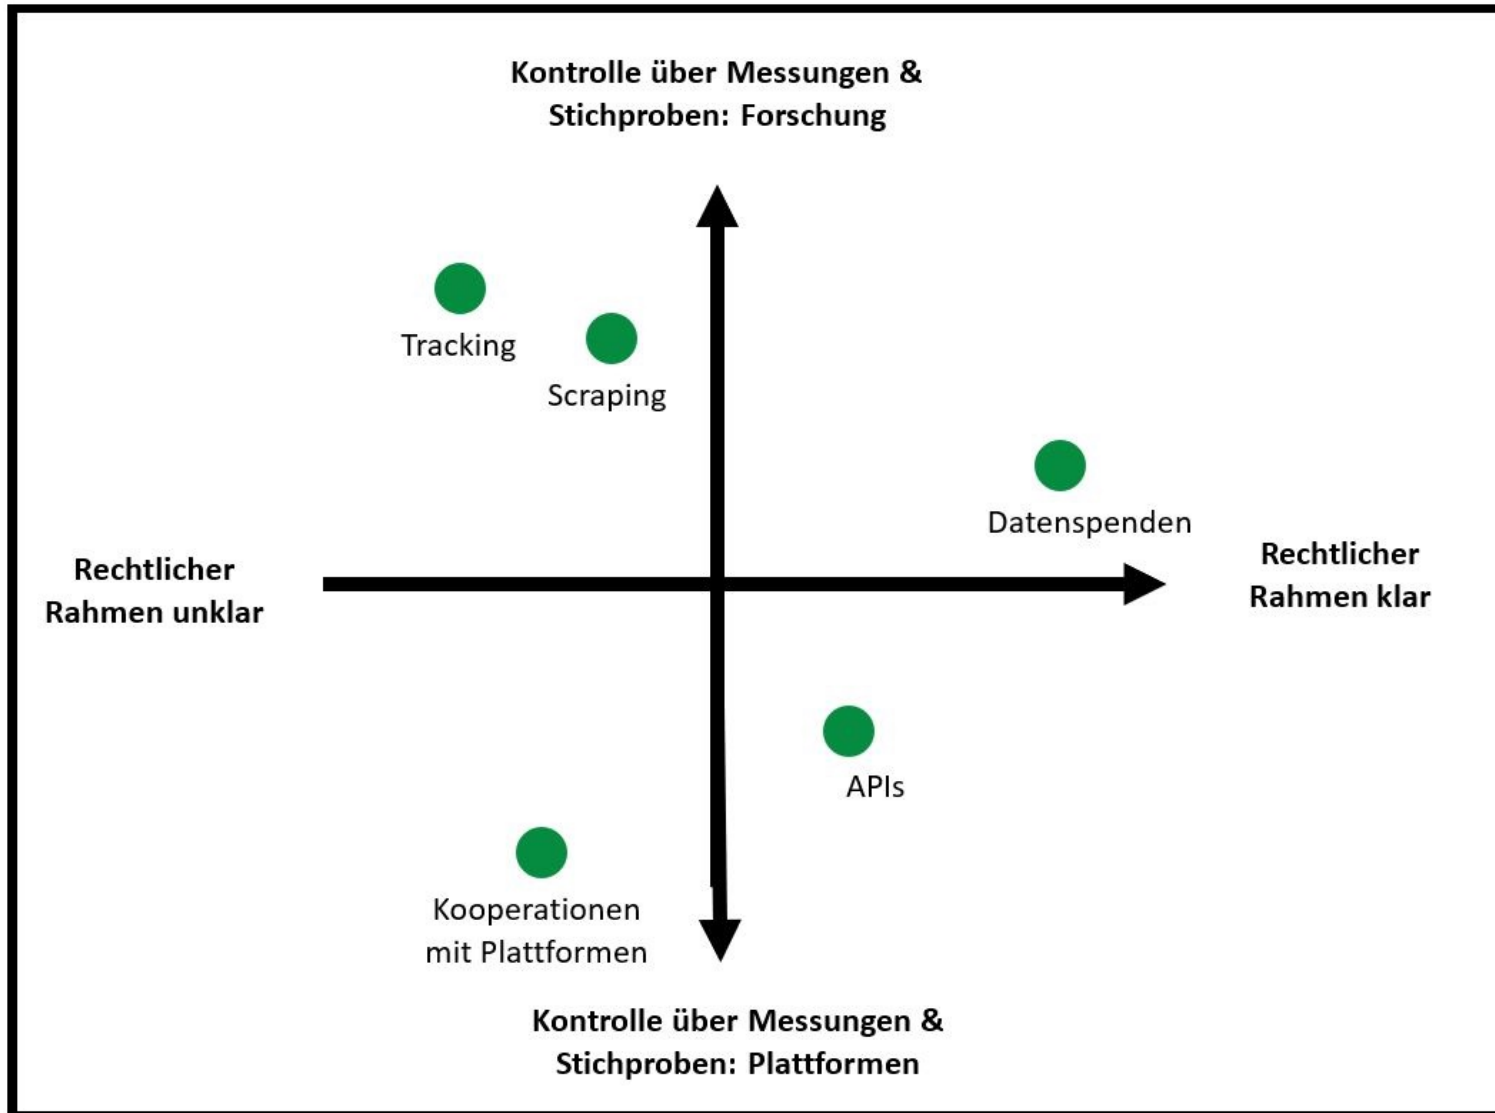 Kontrolle über Messungen &
Stichproben: Forschung
Tracking
Scraping
Datenspenden
Rechtlicher
Rahmen unklar
Rechtlicher
Rahmen klar
APIs
Kooperationen
mit Plattformen
Kontrolle über Messungen &
Stichproben: Plattformen